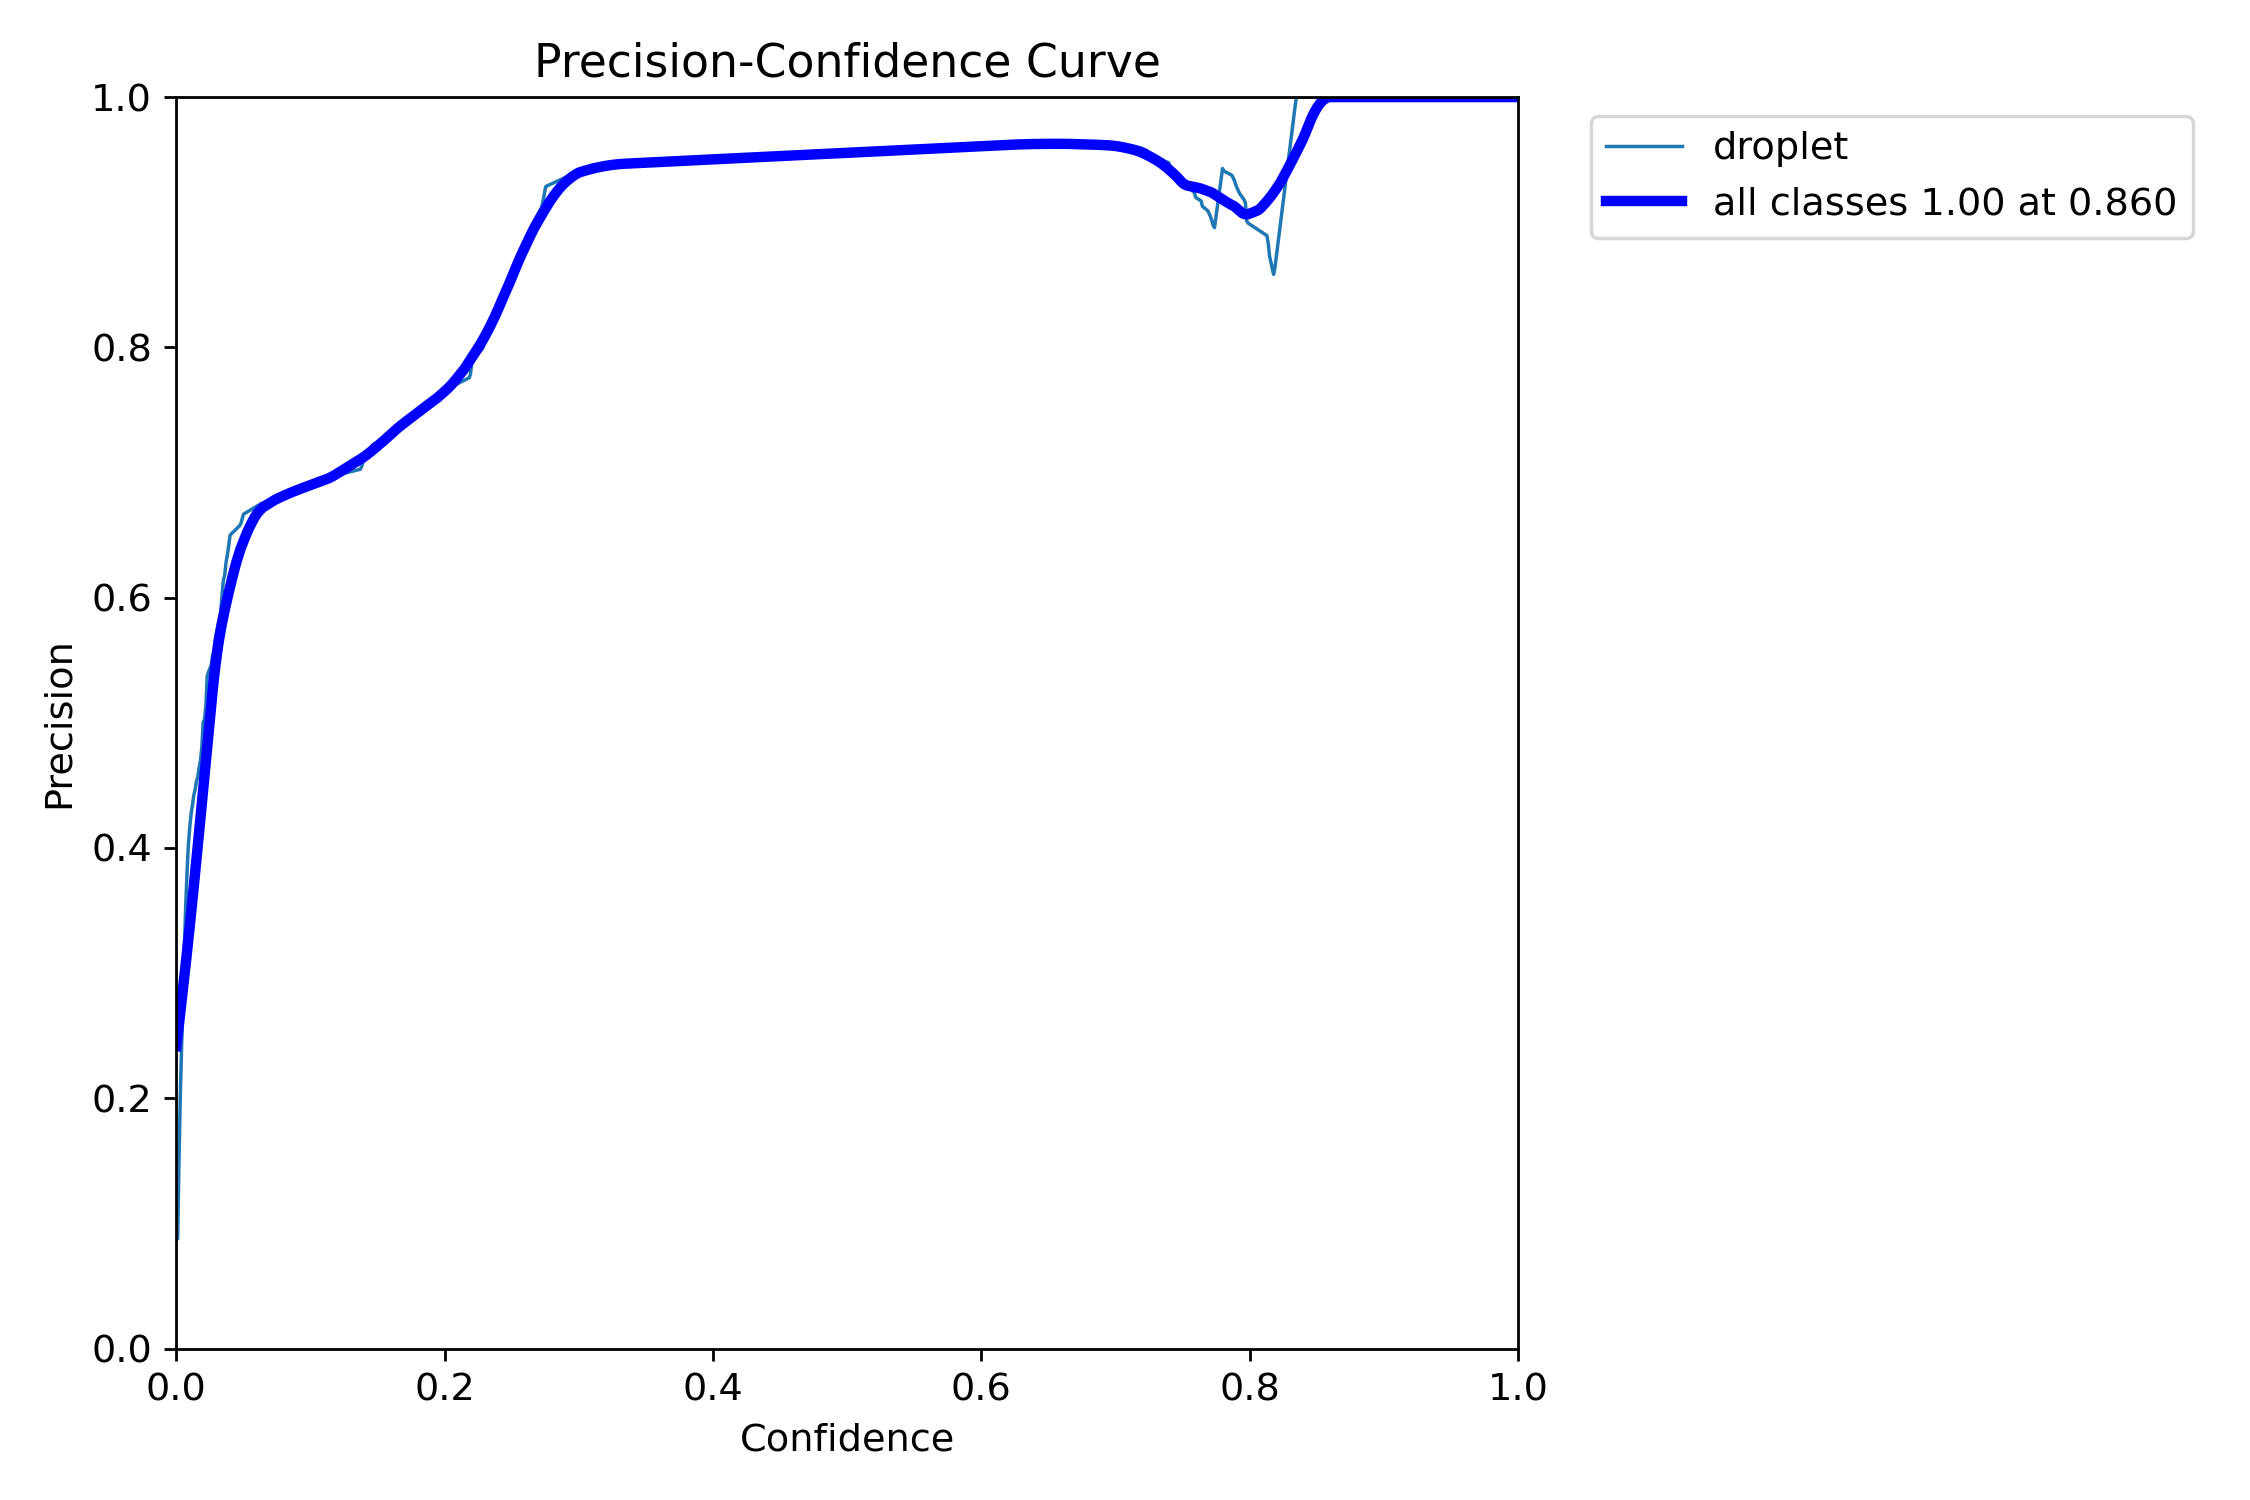 Precision-Confidence Curve
droplet
all classes 1.00 at 0.860
Precision
1.0
0.8
0.6
0.4
0.2
0.0
0.0 0.2 0.4 0.6 0.8 1.0
Confidence